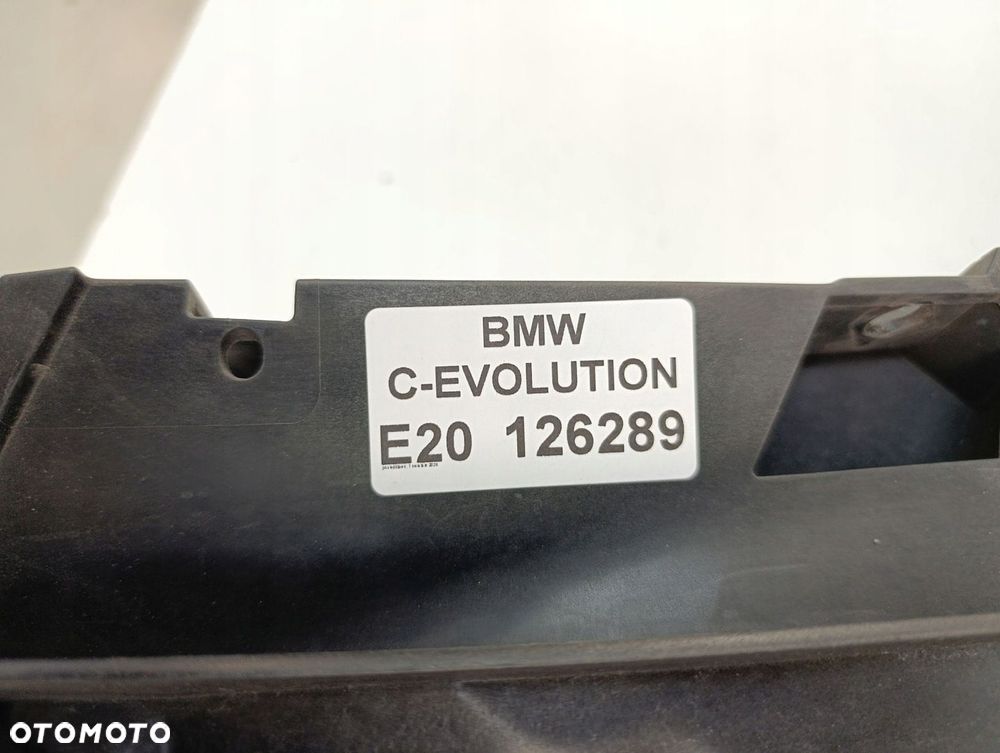 BMW
C-EVOLUTION
E20 126289
OTOMOTO